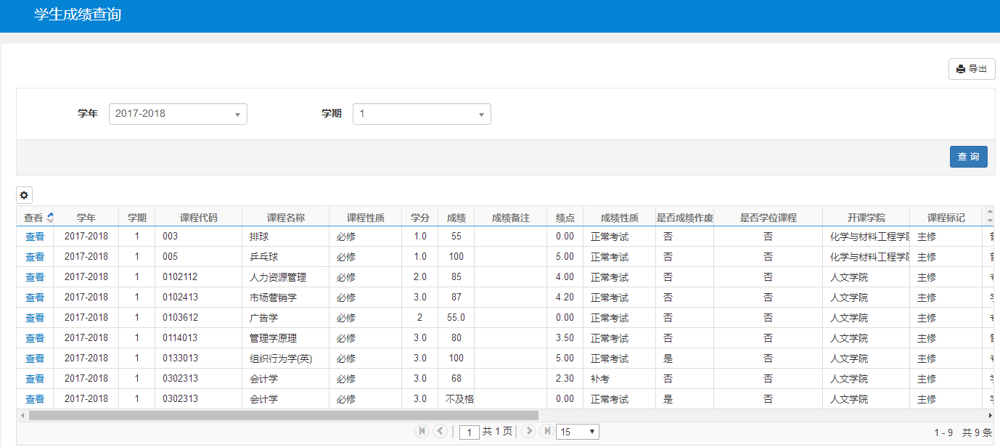 学生成绩查询
导出
学年 2017-2018 学期 1
查 询
查看 学年 学期 课程代码 课程名称 课程性质 学分 成绩 成绩备注 绩点 成绩性质 是否成绩作废 是否学位课程 开课学院 课程标记
查看 2017-2018 1 003 排球 必修 1.0 55 0.00 正常考试 否 否 化学与材料工程学院 主修
查看 2017-2018 1 005 乒乓球 必修 1.0 100 5.00 正常考试 否 否 化学与材料工程学院 主修
查看 2017-2018 1 0102112 人力资源管理 必修 2.0 85 4.00 正常考试 否 否 人文学院 主修
查看 2017-2018 1 0102413 市场营销学 必修 3.0 87 4.20 正常考试 否 否 人文学院 主修
查看 2017-2018 1 0103612 广告学 必修 2 55.0 0.00 正常考试 否 否 人文学院 主修
查看 2017-2018 1 0114013 管理学原理 必修 3.0 80 3.50 正常考试 否 否 人文学院 主修
查看 2017-2018 1 0133013 组织行为学(英) 必修 3.0 100 5.00 正常考试 是 否 人文学院 主修
查看 2017-2018 1 0302313 会计学 必修 3.0 68 2.30 补考 否 否 人文学院 主修
查看 2017-2018 1 0302313 会计学 必修 3.0 不及格 0.00 正常考试 是 否 人文学院 主修
1 共 1 页 15 1 - 9 共 9 条